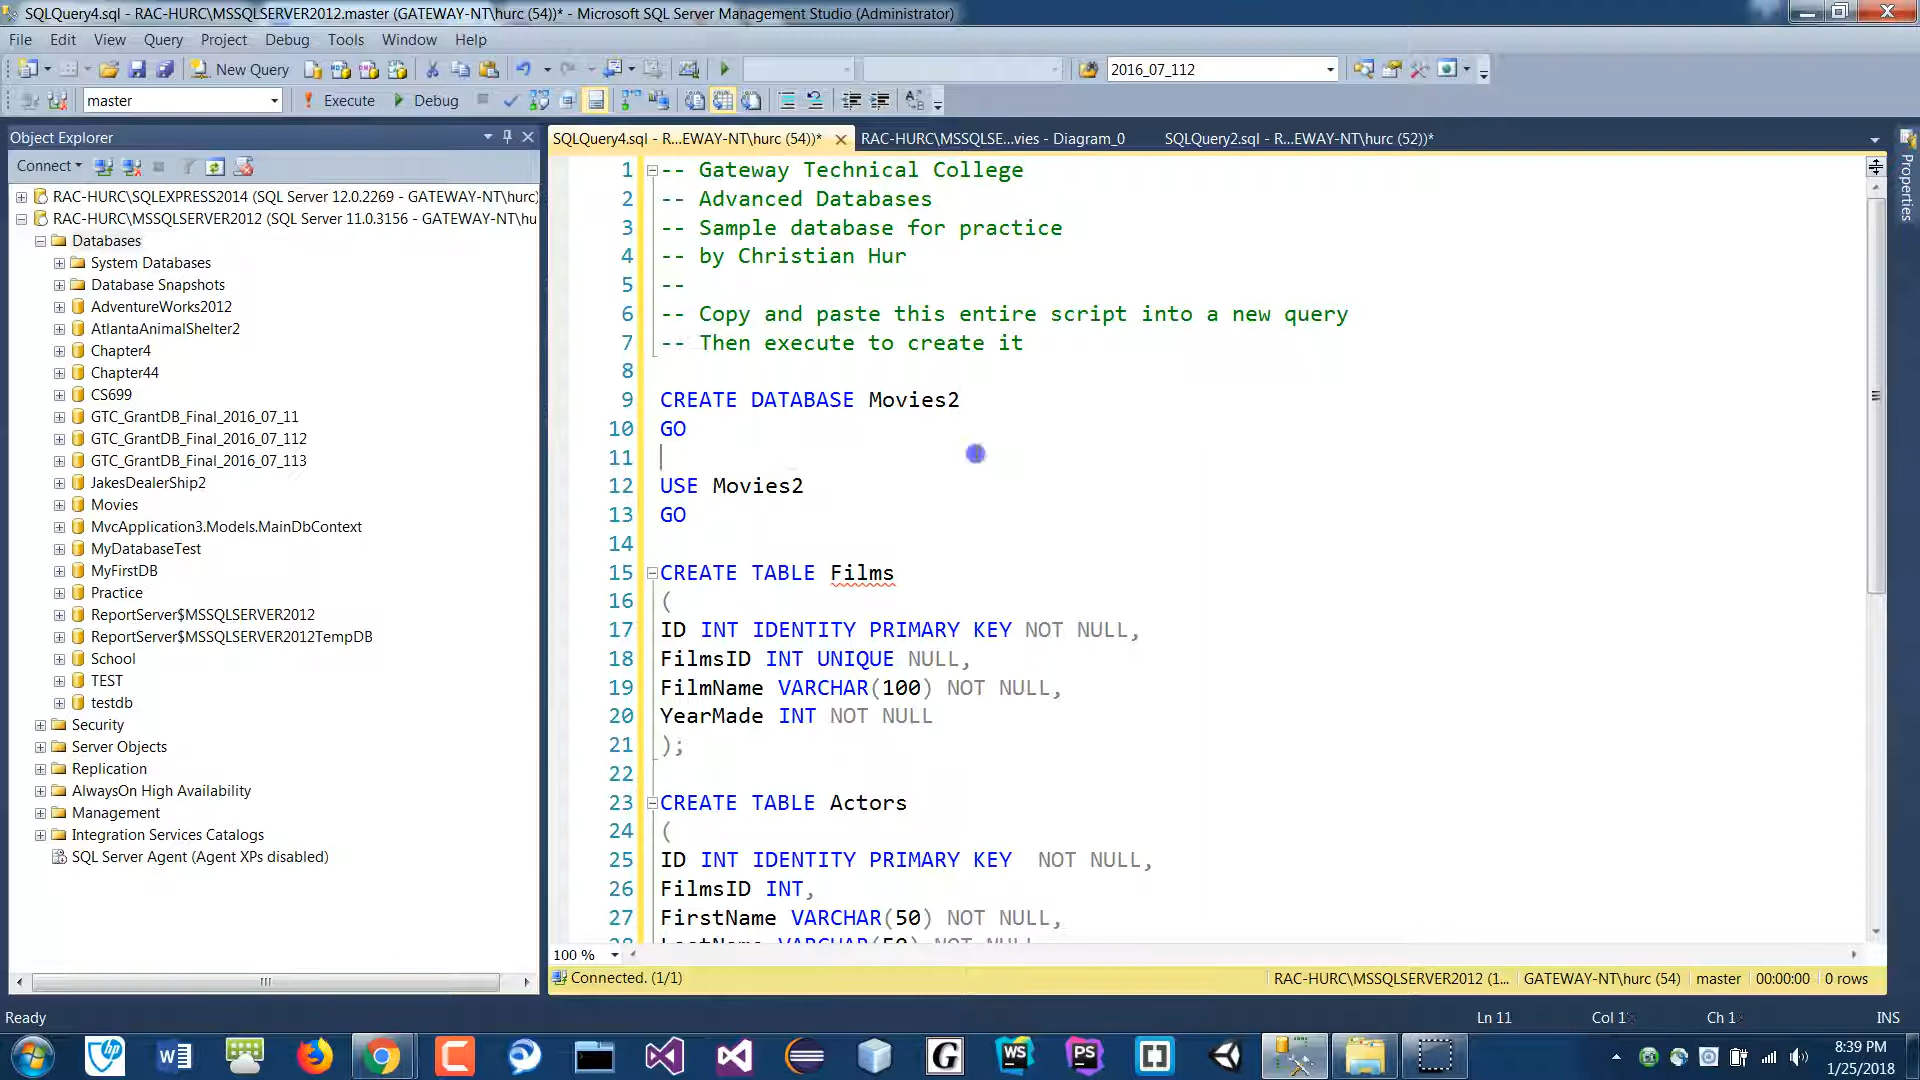 SQLQuery4.sql - RAC-HURC\MSSQLSERVER2012.master (GATEWAY-NT\hurc (54))* - Microsoft SQL Server Management Studio (Administrator)
File Edit View Query Project Debug Tools Window Help
New Query 2016_07_112
master Execute Debug
Object Explorer
SQLQuery4.sql - R...EWAY-NT\hurc (54))* RAC-HURC\MSSQLSE...vies - Diagram_0 SQLQuery2.sql - R...EWAY-NT\hurc (52))*
Connect
RAC-HURC\SQLEXPRESS2014 (SQL Server 12.0.2269 - GATEWAY-NT\hurc)
RAC-HURC\MSSQLSERVER2012 (SQL Server 11.0.3156 - GATEWAY-NT\hu
Databases
System Databases
Database Snapshots
AdventureWorks2012
AtlantaAnimalShelter2
Chapter4
Chapter44
CS699
GTC_GrantDB_Final_2016_07_11
GTC_GrantDB_Final_2016_07_112
GTC_GrantDB_Final_2016_07_113
JakesDealerShip2
Movies
MvcApplication3.Models.MainDbContext
MyDatabaseTest
MyFirstDB
Practice
ReportServer$MSSQLSERVER2012
ReportServer$MSSQLSERVER2012TempDB
School
TEST
testdb
Security
Server Objects
Replication
AlwaysOn High Availability
Management
Integration Services Catalogs
SQL Server Agent (Agent XPs disabled)
1 -- Gateway Technical College
2 -- Advanced Databases
3 -- Sample database for practice
4 -- by Christian Hur
5 --
6 -- Copy and paste this entire script into a new query
7 -- Then execute to create it
8
9 CREATE DATABASE Movies2
10 GO
11
12 USE Movies2
13 GO
14
15 CREATE TABLE Films
16 (
17 ID INT IDENTITY PRIMARY KEY NOT NULL,
18 FilmsID INT UNIQUE NULL,
19 FilmName VARCHAR(100) NOT NULL,
20 YearMade INT NOT NULL
21 );
22
23 CREATE TABLE Actors
24 (
25 ID INT IDENTITY PRIMARY KEY  NOT NULL,
26 FilmsID INT,
27 FirstName VARCHAR(50) NOT NULL,
28 LastName VARCHAR(50) NOT NULL
Properties
100 %
Connected. (1/1) RAC-HURC\MSSQLSERVER2012 (1... GATEWAY-NT\hurc (54) master 00:00:00 0 rows
Ready Ln 11 Col 1 Ch 1 INS
WS PS
8:39 PM
1/25/2018